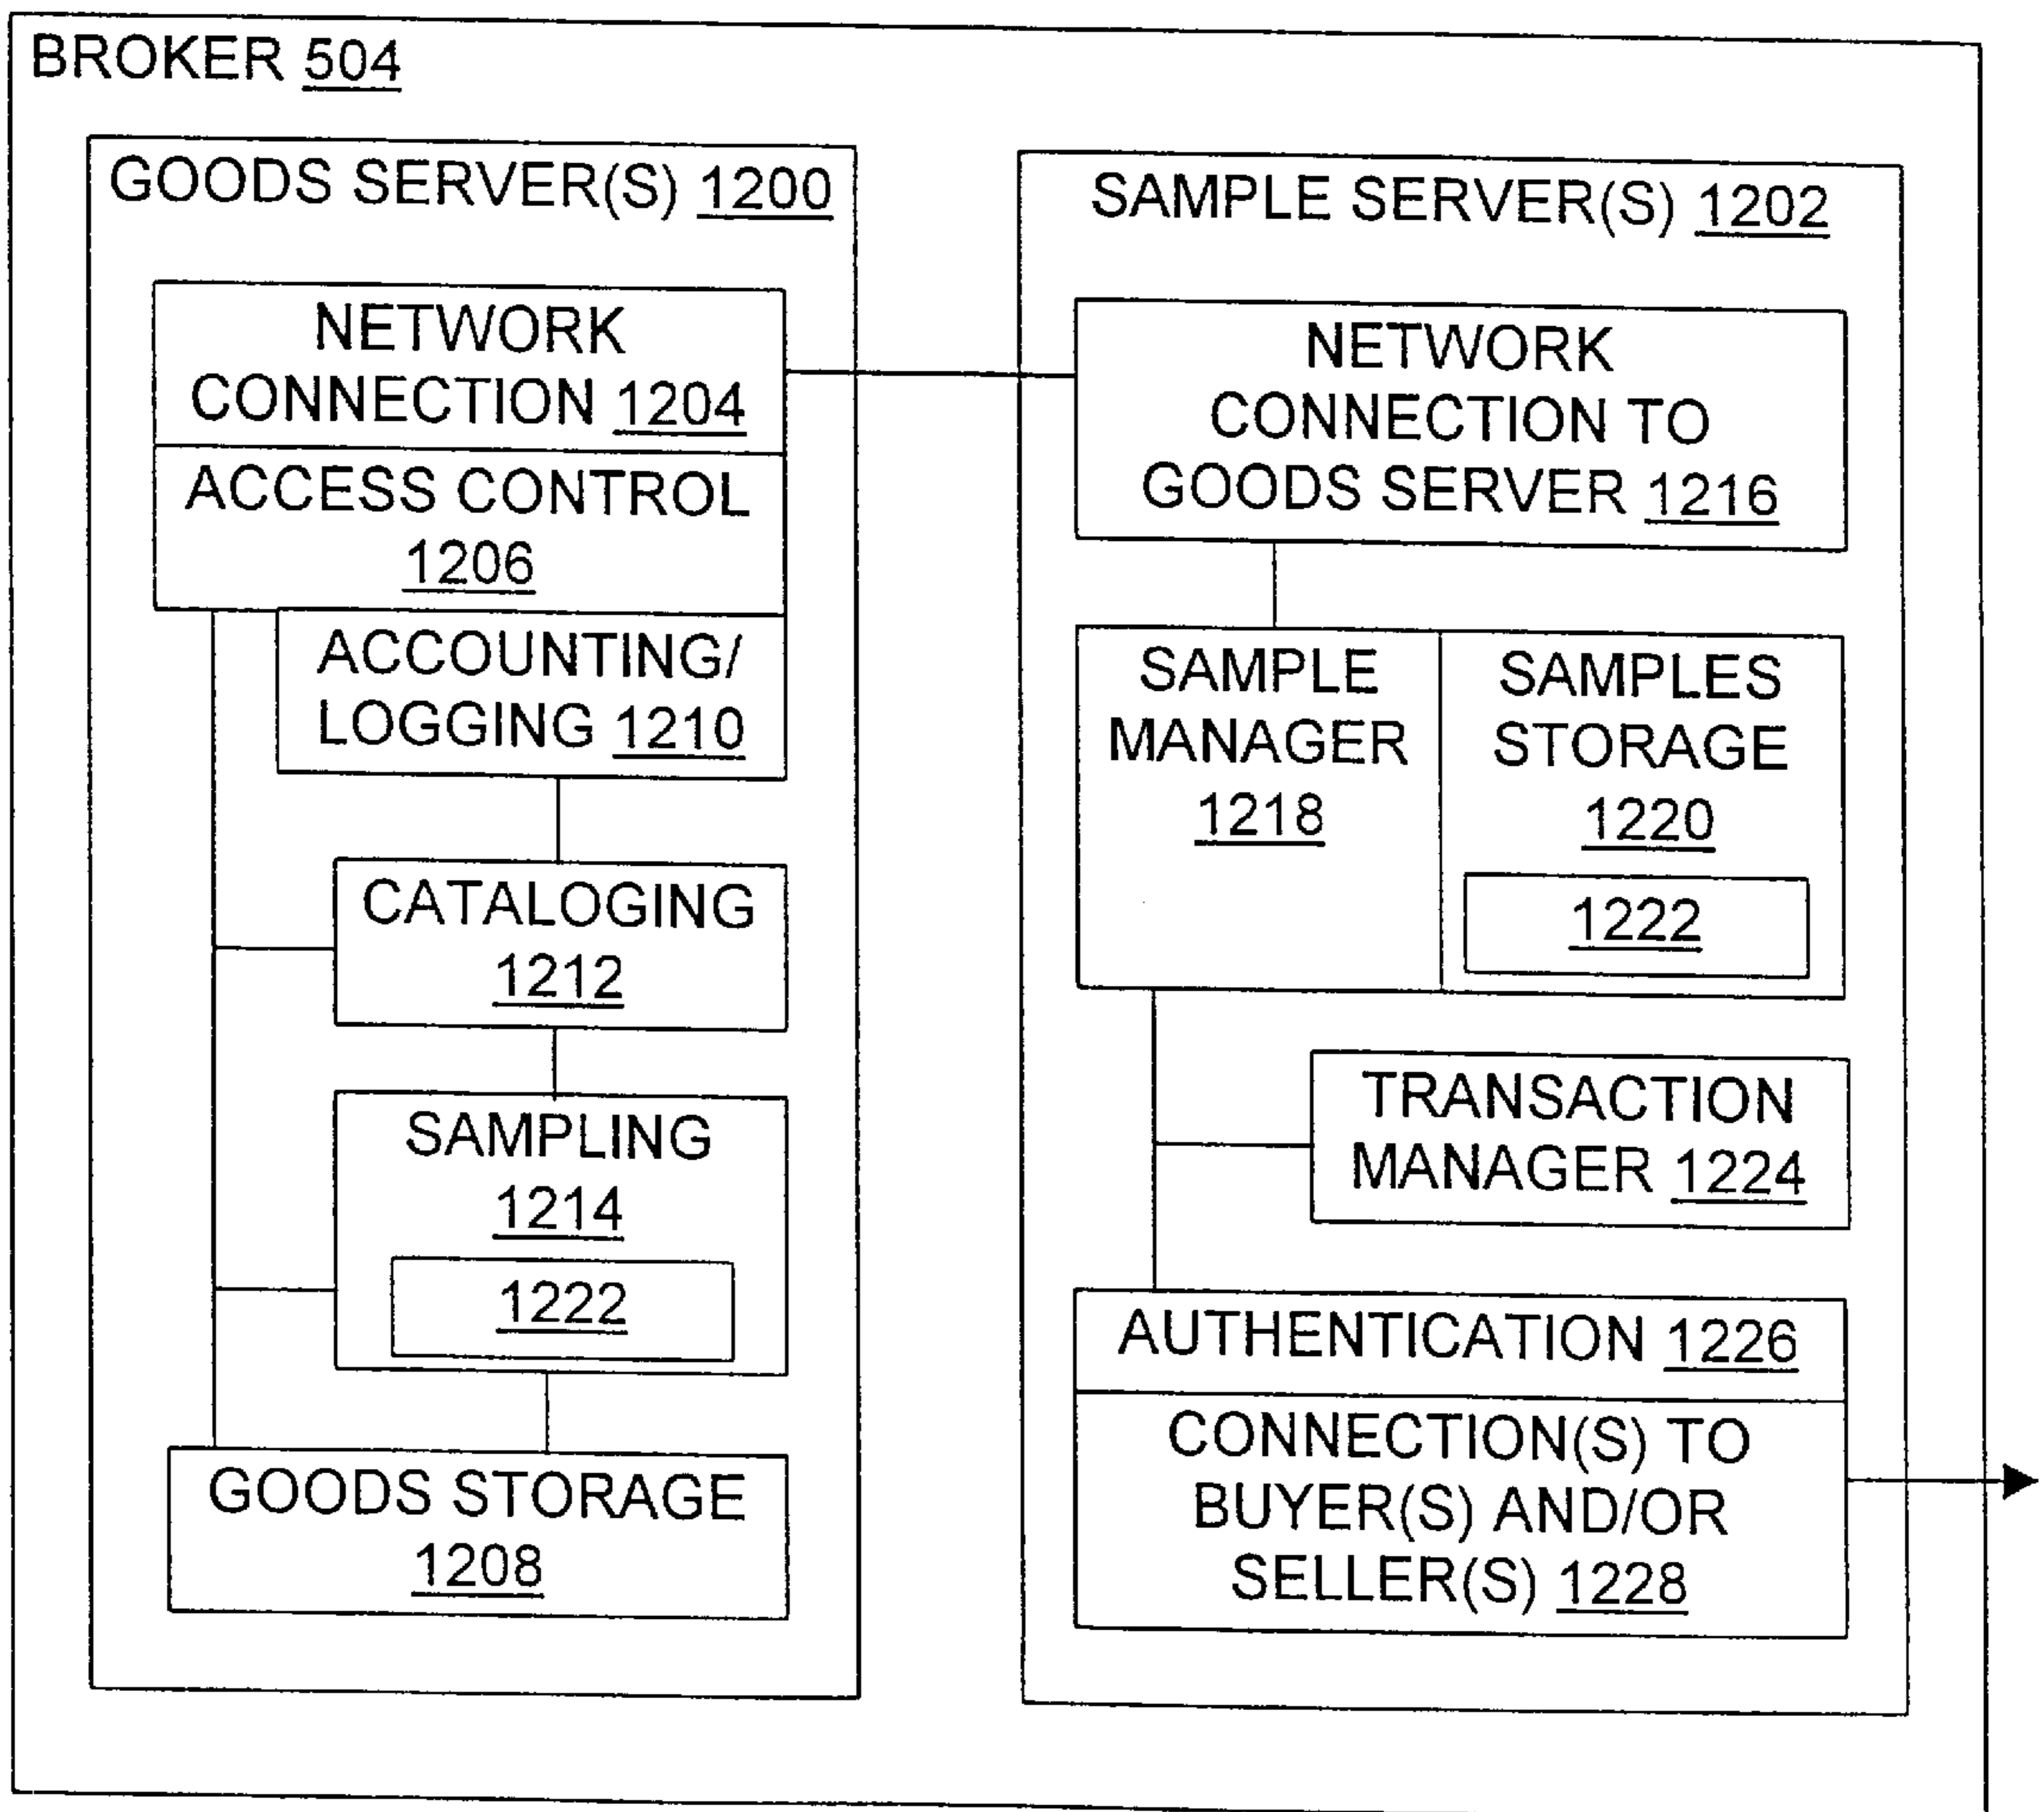 BROKER 504
GOODS SERVER(S) 1200
NETWORK
CONNECTION 1204
ACCESS CONTROL
1206
ACCOUNTING/
LOGGING 1210
CATALOGING
1212
SAMPLING
1214
1222
GOODS STORAGE
1208
SAMPLE SERVER(S) 1202
NETWORK
CONNECTION TO
GOODS SERVER 1216
SAMPLE
MANAGER
1218
SAMPLES
STORAGE
1220
1222
TRANSACTION
MANAGER 1224
AUTHENTICATION 1226
CONNECTION(S) TO
BUYER(S) AND/OR
SELLER(S) 1228